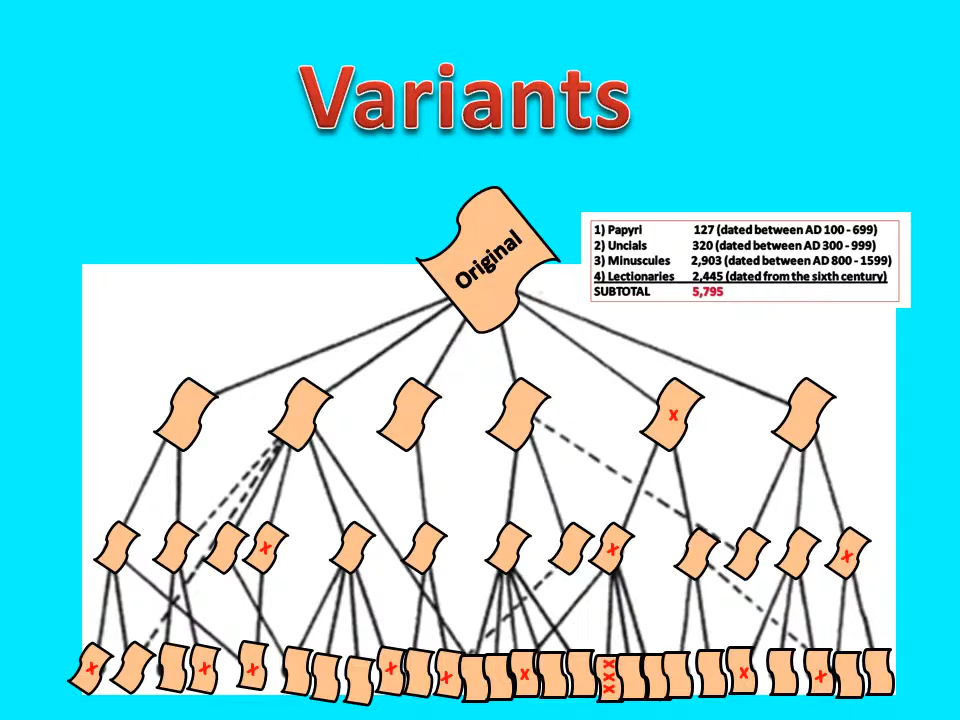 Variants
Original
1) Papyri 127 (dated between AD 100 - 699)
2) Uncials 320 (dated between AD 300 - 999)
3) Minuscules 2,903 (dated between AD 800 - 1599)
4) Lectionaries 2,445 (dated from the sixth century)
SUBTOTAL 5,795
X
X X X
X X X X X X XXX X X